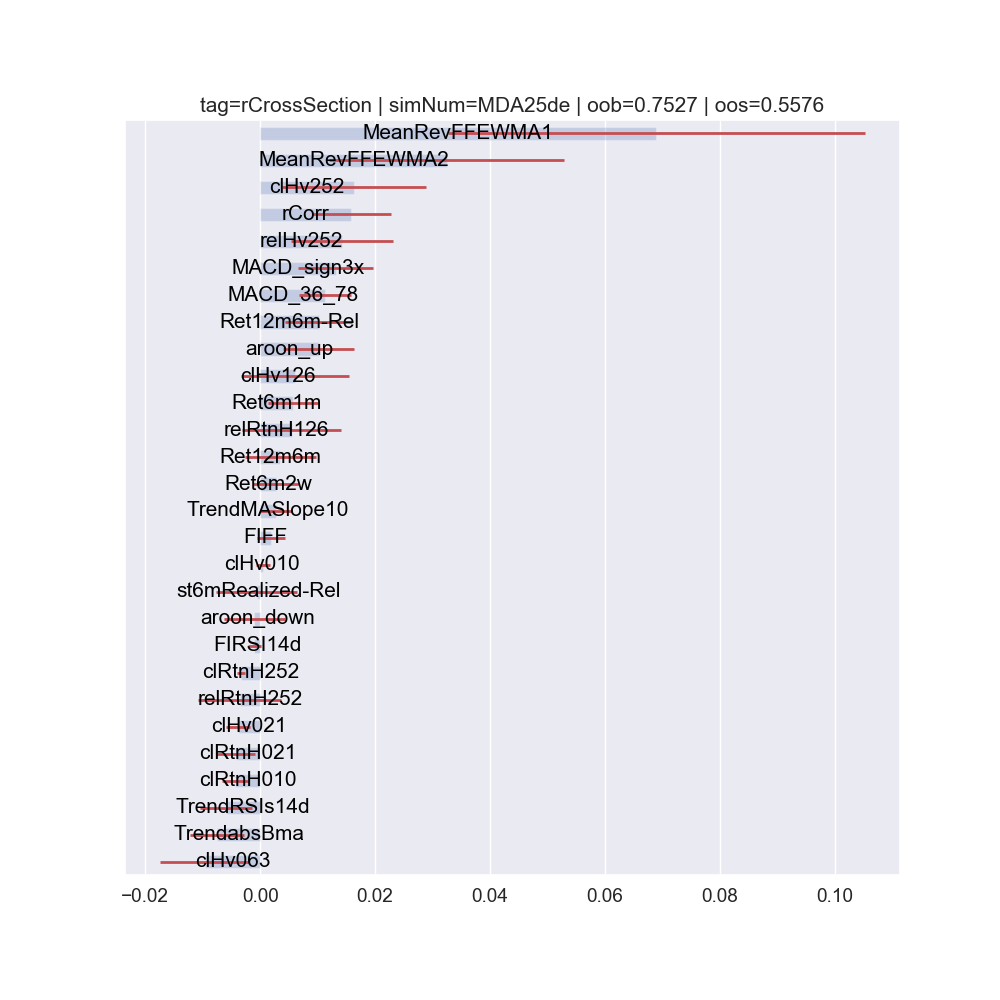 tag=rCrossSection | simNum=MDA25de | oob=0.7527 | oos=0.5576
MeanRevFFEWMA1
MeanRevFFEWMA2
clHv252
rCorr
relHv252
MACD_sign3x
MACD_36_78
Ret12m6m-Rel
aroon_up
clHv126
Ret6m1m
relRtnH126
Ret12m6m
Ret6m2w
TrendMASlope10
FIFF
clHv010
st6mRealized-Rel
aroon_down
FIRSI14d
clRtnH252
relRtnH252
clHv021
clRtnH021
clRtnH010
TrendRSIs14d
TrendabsBma
clHv063
−0.02 0.00 0.02 0.04 0.06 0.08 0.10